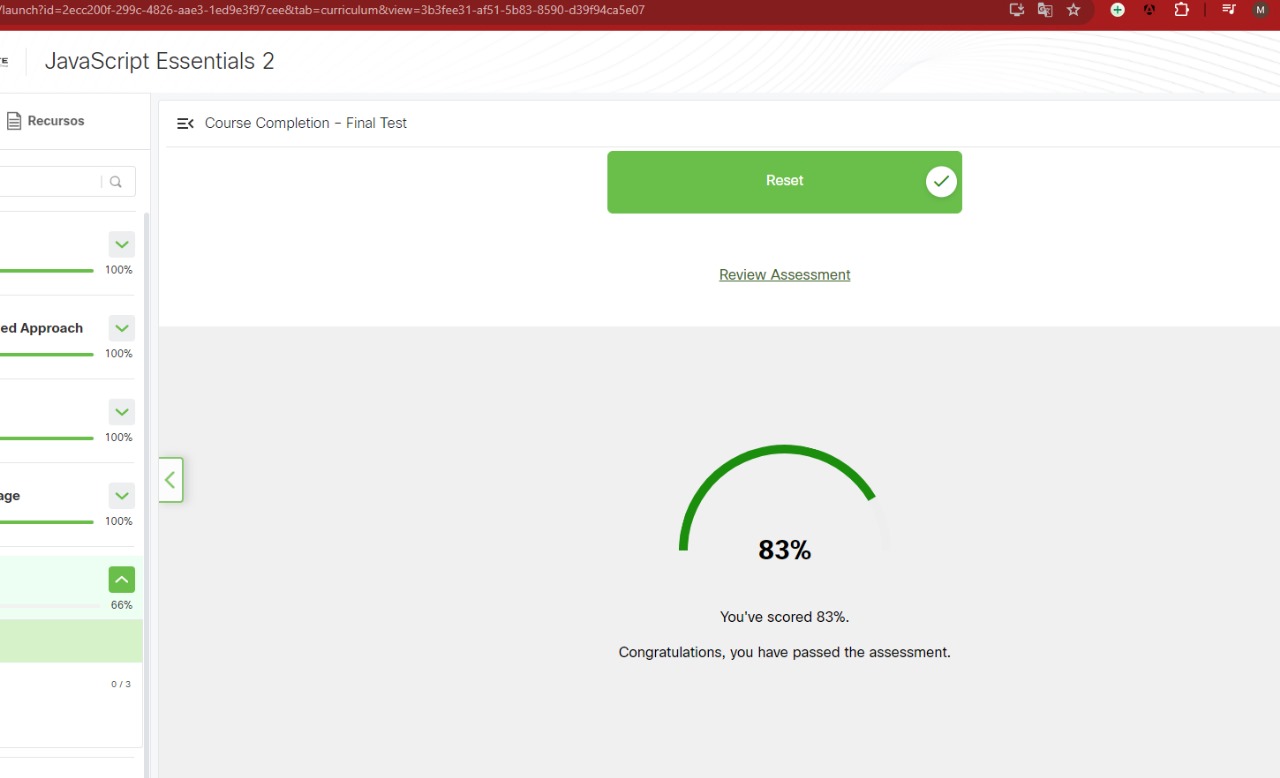 /launch?id=2ecc200f-299c-4826-aae3-1ed9e3f97cee&tab=curriculum&view=3b3fee31-af51-5b83-8590-d39f94ca5e07
M
TE
JavaScript Essentials 2
Recursos
Course Completion – Final Test
Reset
Review Assessment
100%
ed Approach
100%
100%
age
100%
66%
0 / 3
83%
You've scored 83%.
Congratulations, you have passed the assessment.